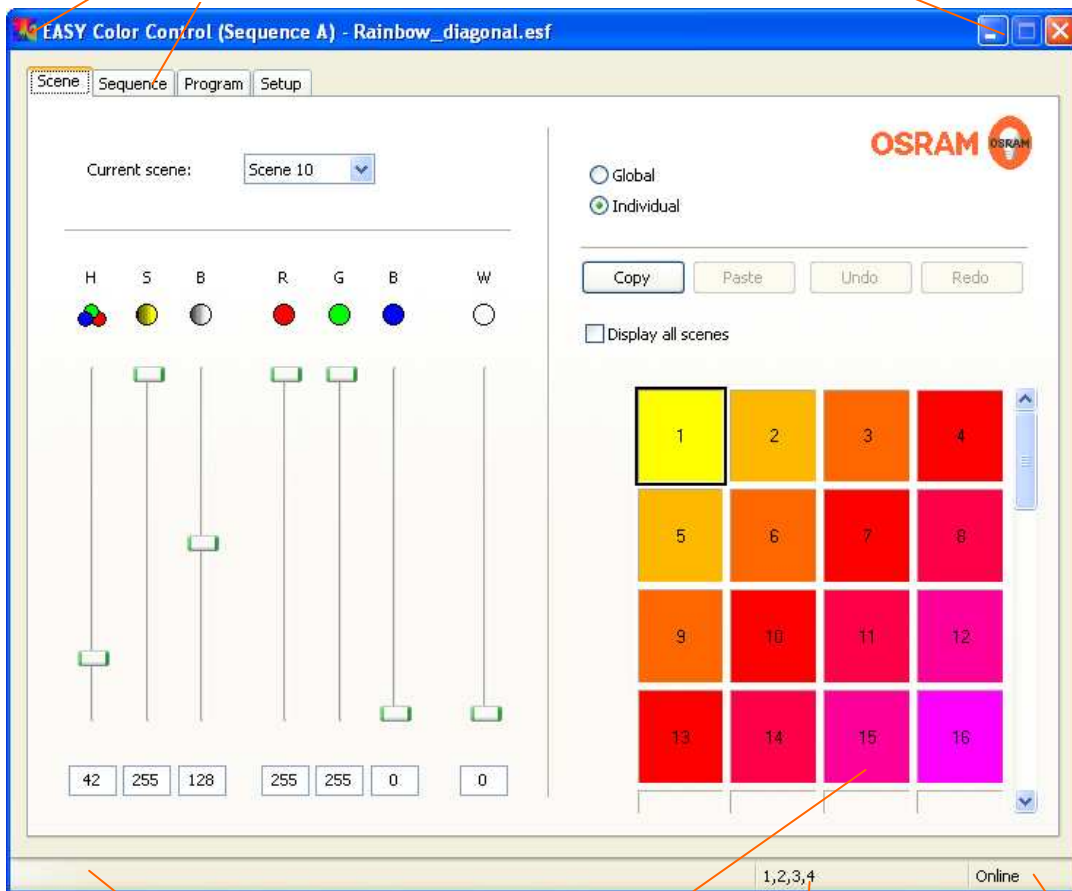 EASY Color Control (Sequence A) - Rainbow_diagonal.esf
Scene Sequence Program Setup
OSRAM OSRAM
Current scene: Scene 10
Global
Individual
Copy Paste Undo Redo
Display all scenes
H S B R G B W
1 2 3 4
5 6 7 8
9 10 11 12
13 14 15 16
42 255 128 255 255 0 0
1,2,3,4 Online